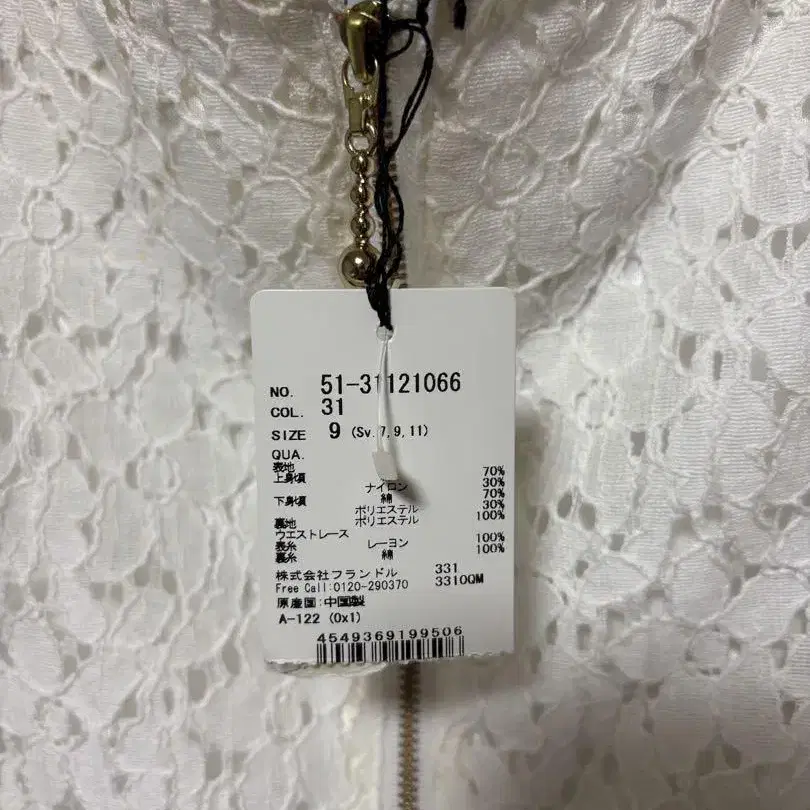 NO. 51-31121066
COL. 31
SIZE 9 (Sv.7,9,11)
QUA.
表地
上身頃 70%
ナイロン 30%
下身頃 綿 70%
ポリエステル 30%
裏地 ポリエステル 100%
ウエストレース
表糸 レーヨン 100%
裏糸 綿 100%
株式会社フランドル 331
Free Call:0120-290370 3310QM
原産国:中国製
A-122 (0x1)
4549369199506